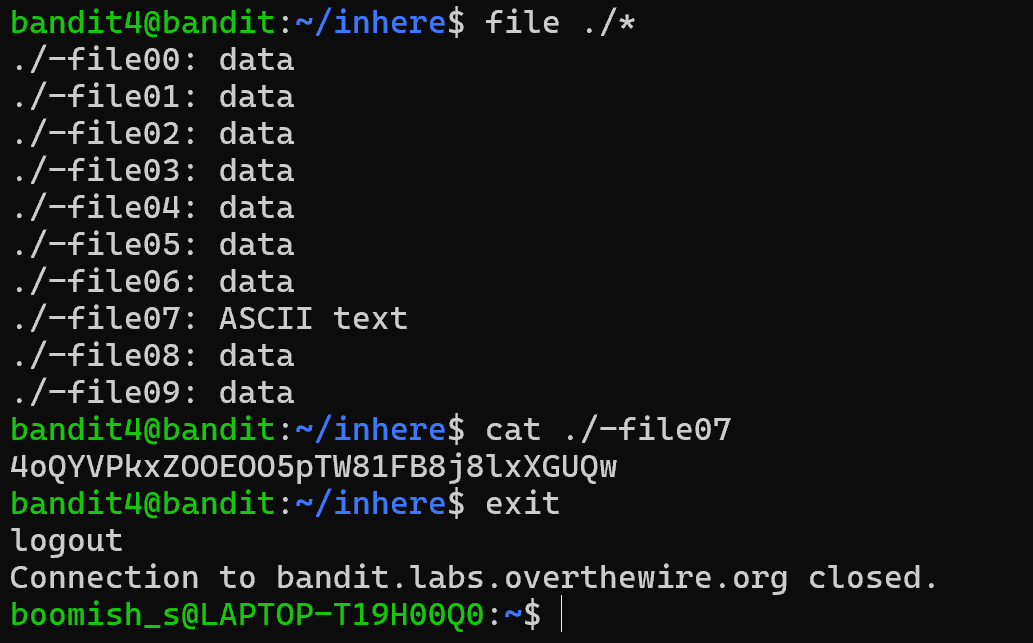 bandit4@bandit:~/inhere$ file ./*
./-file00: data
./-file01: data
./-file02: data
./-file03: data
./-file04: data
./-file05: data
./-file06: data
./-file07: ASCII text
./-file08: data
./-file09: data
bandit4@bandit:~/inhere$ cat ./-file07
4oQYVPkxZOOEOO5pTW81FB8j8lxXGUQw
bandit4@bandit:~/inhere$ exit
logout
Connection to bandit.labs.overthewire.org closed.
boomish_s@LAPTOP-T19H00Q0:~$